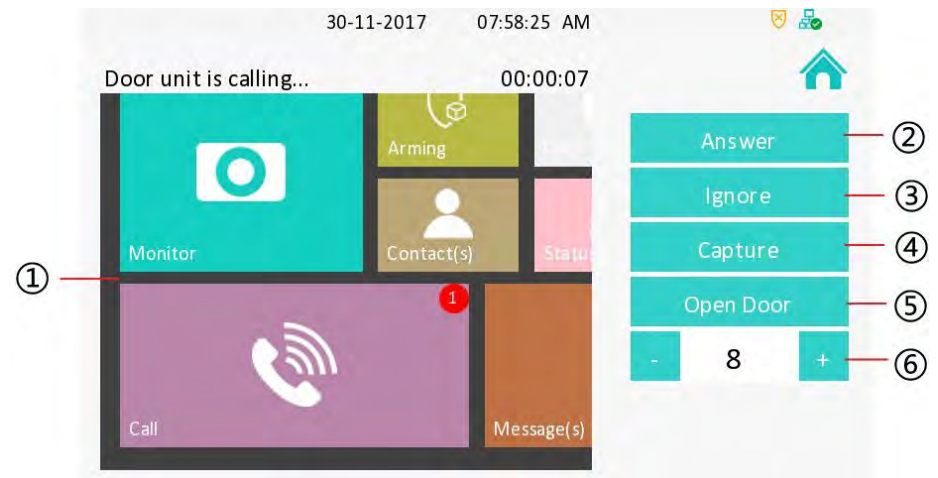 30-11-2017 07:58:25 AM
Door unit is calling... 00:00:07
Arming
Monitor
Contact(s)
Statu
1
Call
Message(s)
Answer
Ignore
Capture
Open Door
- 8 +
①
②
③
④
⑤
⑥